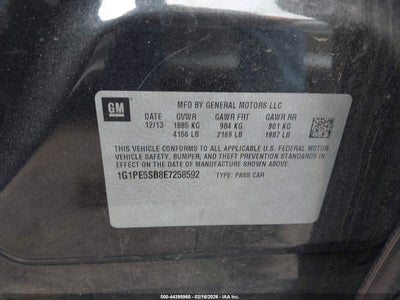 GM
MFD BY GENERAL MOTORS LLC
DATE GVWR GAWR FRT GAWR RR
12/13 1885 KG 984 KG 901 KG
4156 LB 2169 LB 1987 LB
THIS VEHICLE CONFORMS TO ALL APPLICABLE U.S. FEDERAL MOTOR
VEHICLE SAFETY, BUMPER, AND THEFT PREVENTION STANDARDS
IN EFFECT ON THE DATE OF MANUFACTURE SHOWN ABOVE.
1G1PE5SB8E7258592 TYPE: PASS CAR
000-44395960 - 02/18/2026 - IAAI.COM